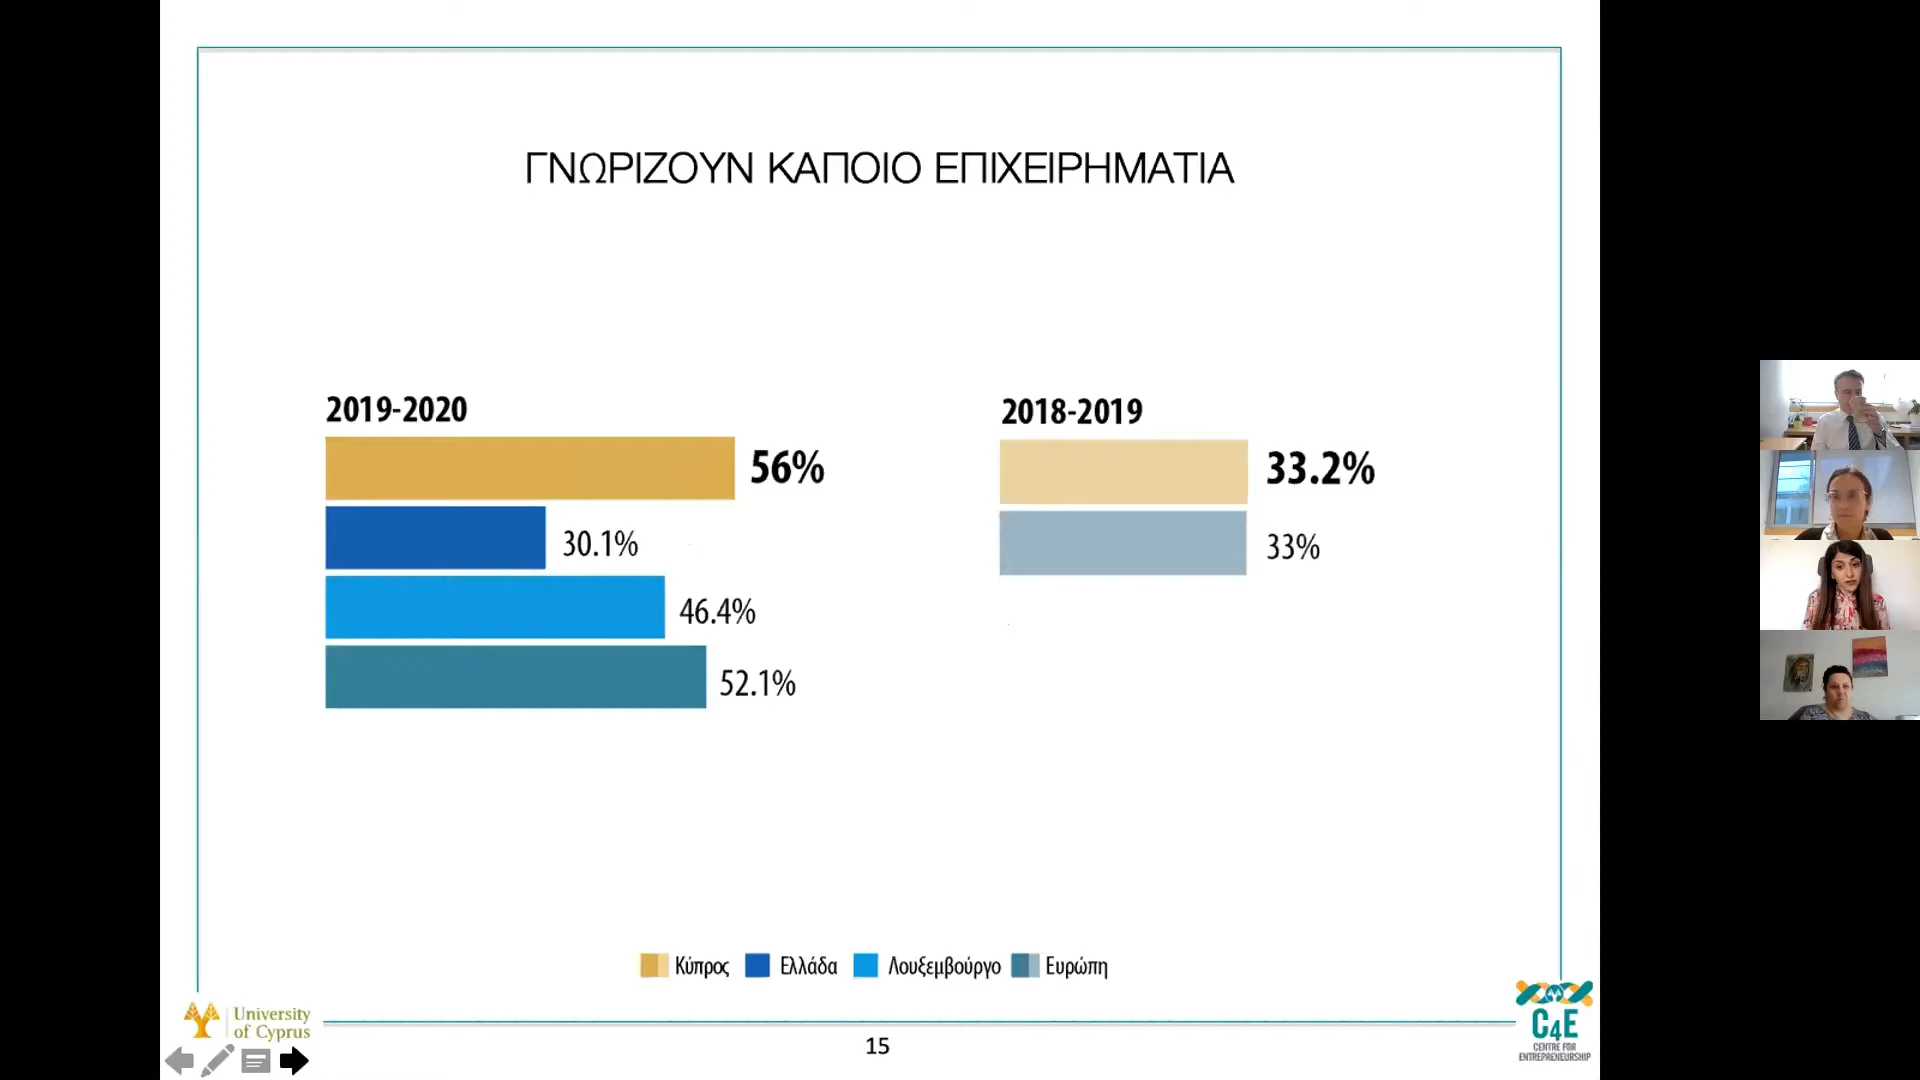 ΓΝΩΡΙΖΟΥΝ ΚΑΠΟΙΟ ΕΠΙΧΕΙΡΗΜΑΤΙΑ
2019-2020
56%
30.1%
46.4%
52.1%
2018-2019
33.2%
33%
Κύπρος Ελλάδα Λουξεμβούργο Ευρώπη
University
of Cyprus
15
C4E
CENTRE FOR
ENTREPRENEURSHIP